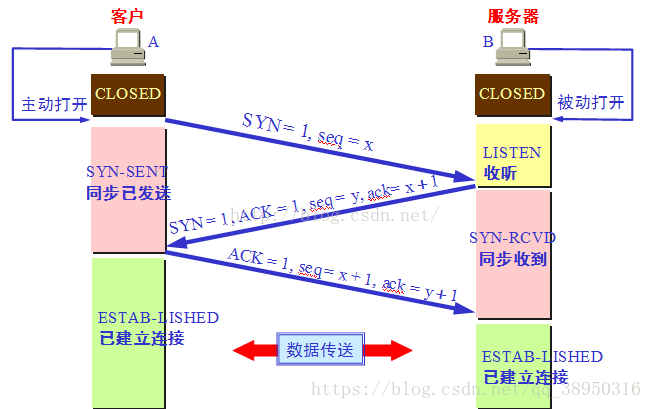 客户
服务器
A
B
CLOSED
CLOSED
主动打开
被动打开
SYN = 1, seq = x
LISTEN
收听
SYN-SENT
同步已发送
SYN = 1, ACK = 1, seq = y, ack= x + 1
http://blog.csdn.net/
SYN-RCVD
同步收到
ACK = 1, seq = x + 1, ack = y + 1
ESTAB-LISHED
已建立连接
数据传送
ESTAB-LISHED
已建立连接
https://blog.csdn.net/qq_38950316